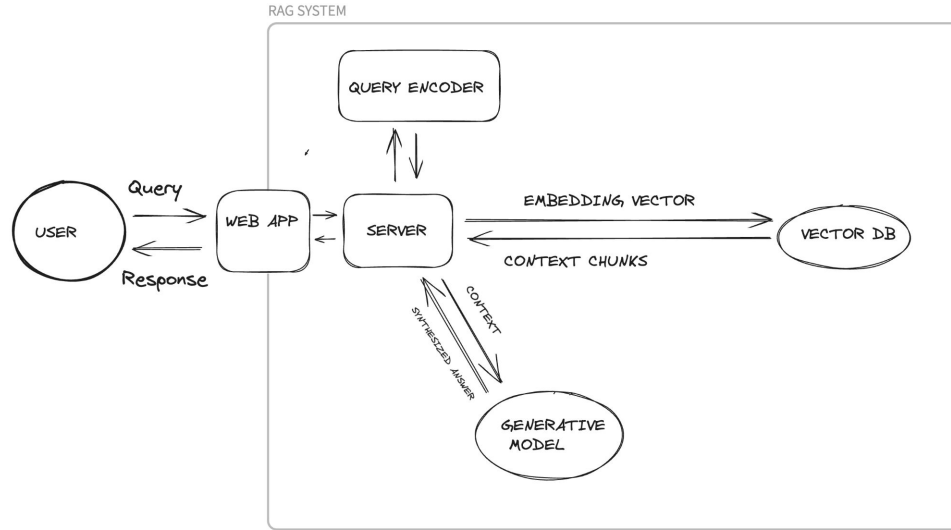 RAG SYSTEM
QUERY ENCODER
Query
USER
Response
WEB APP
SERVER
EMBEDDING VECTOR
CONTEXT CHUNKS
VECTOR DB
CONTEXT
SYNTHESIZED ANSWER
GENERATIVE
MODEL